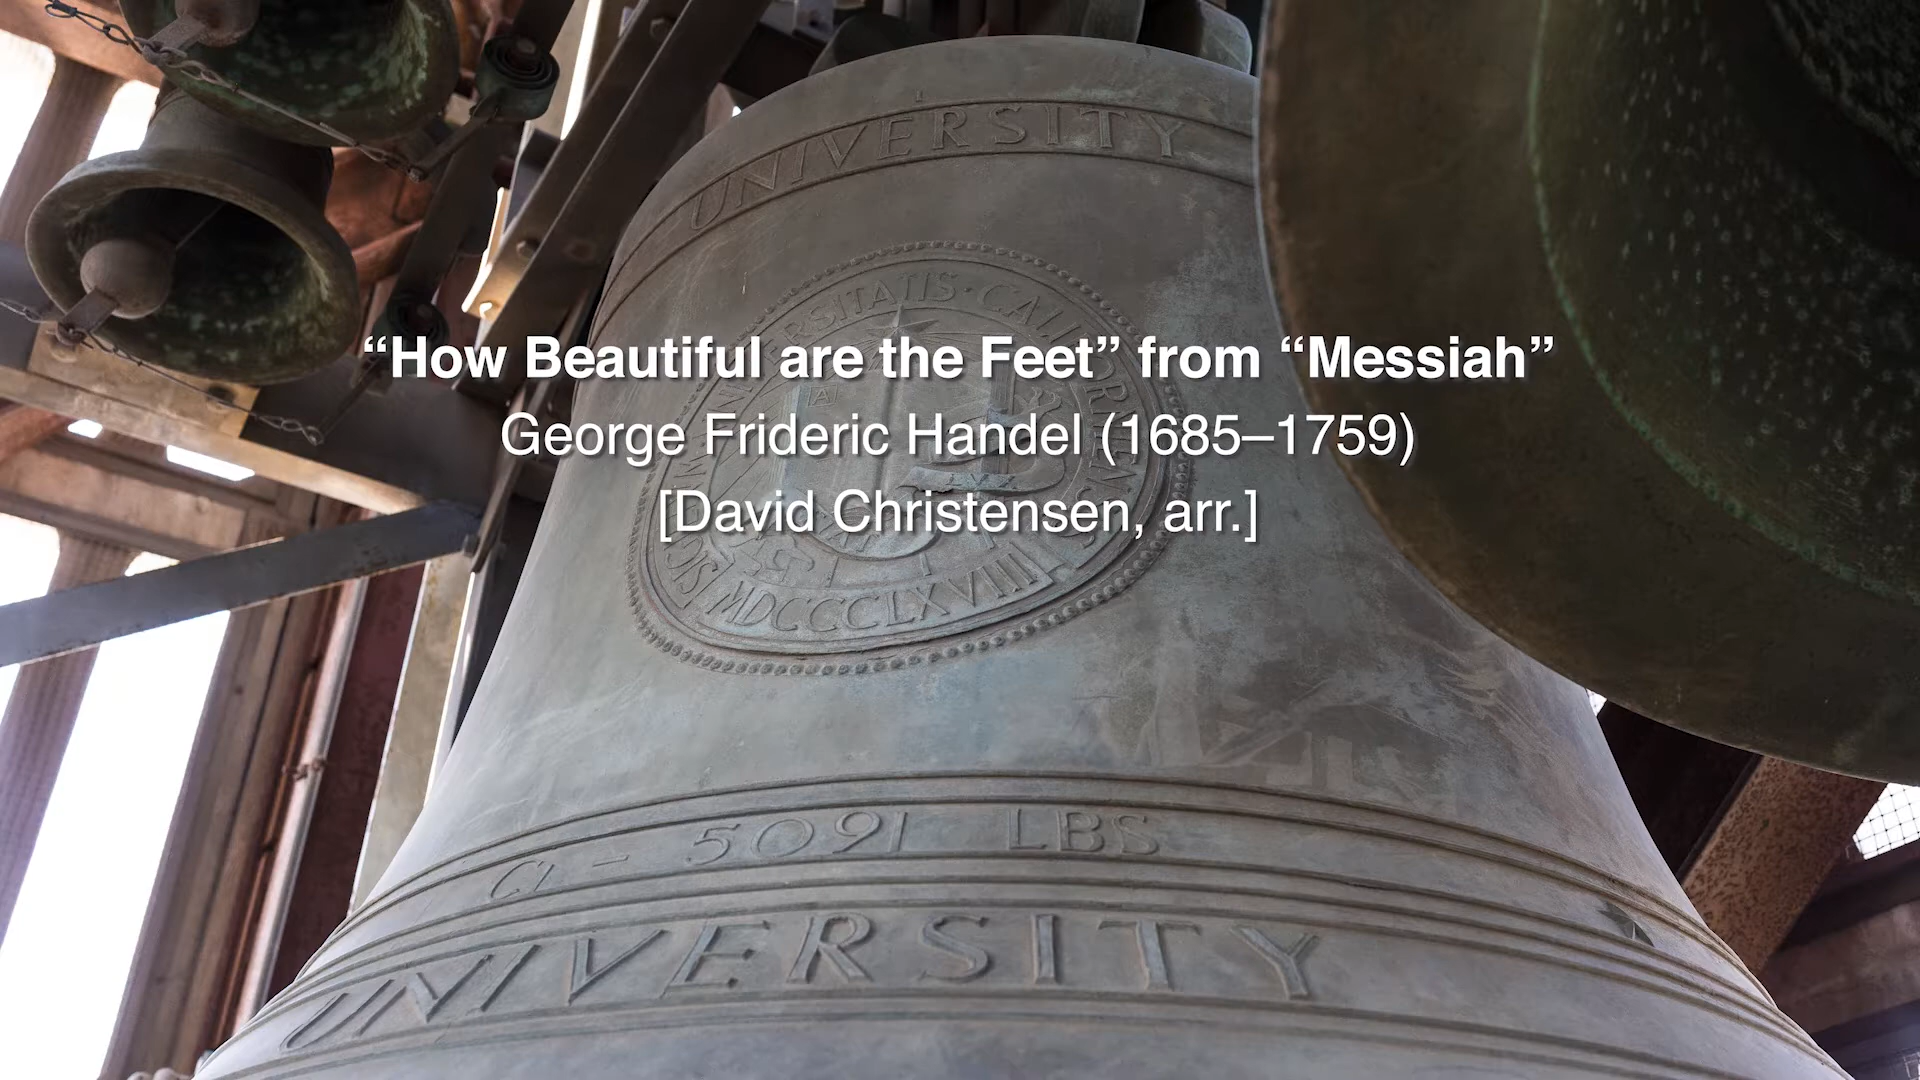 UNIVERSITY
“How Beautiful are the Feet” from “Messiah”
George Frideric Handel (1685–1759)
[David Christensen, arr.]
MDCCCLXVIII
5091 LBS
UNIVERSITY